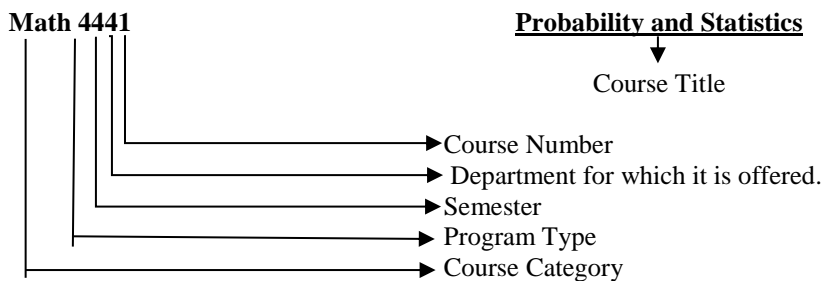 Math 4441 Probability and Statistics
Course Title
Course Number
Department for which it is offered.
Semester
Program Type
Course Category